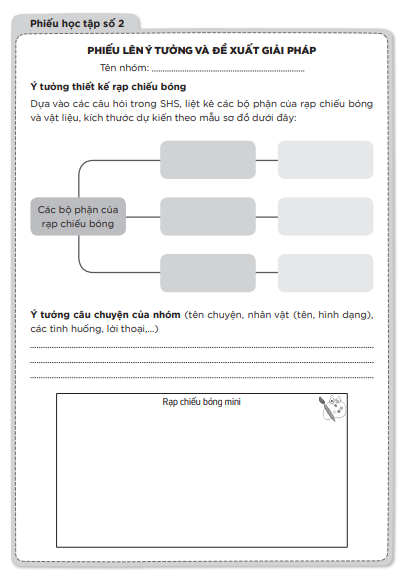 Phiếu học tập số 2
PHIẾU LÊN Ý TƯỞNG VÀ ĐỀ XUẤT GIẢI PHÁP
Tên nhóm: ................................................
Ý tưởng thiết kế rạp chiếu bóng
Dựa vào các câu hỏi trong SHS, liệt kê các bộ phận của rạp chiếu bóng
và vật liệu, kích thước dự kiến theo mẫu sơ đồ dưới đây:
Các bộ phận của
rạp chiếu bóng
Ý tưởng câu chuyện của nhóm (tên chuyện, nhân vật (tên, hình dạng),
các tình huống, lời thoại,...)
Rạp chiếu bóng mini